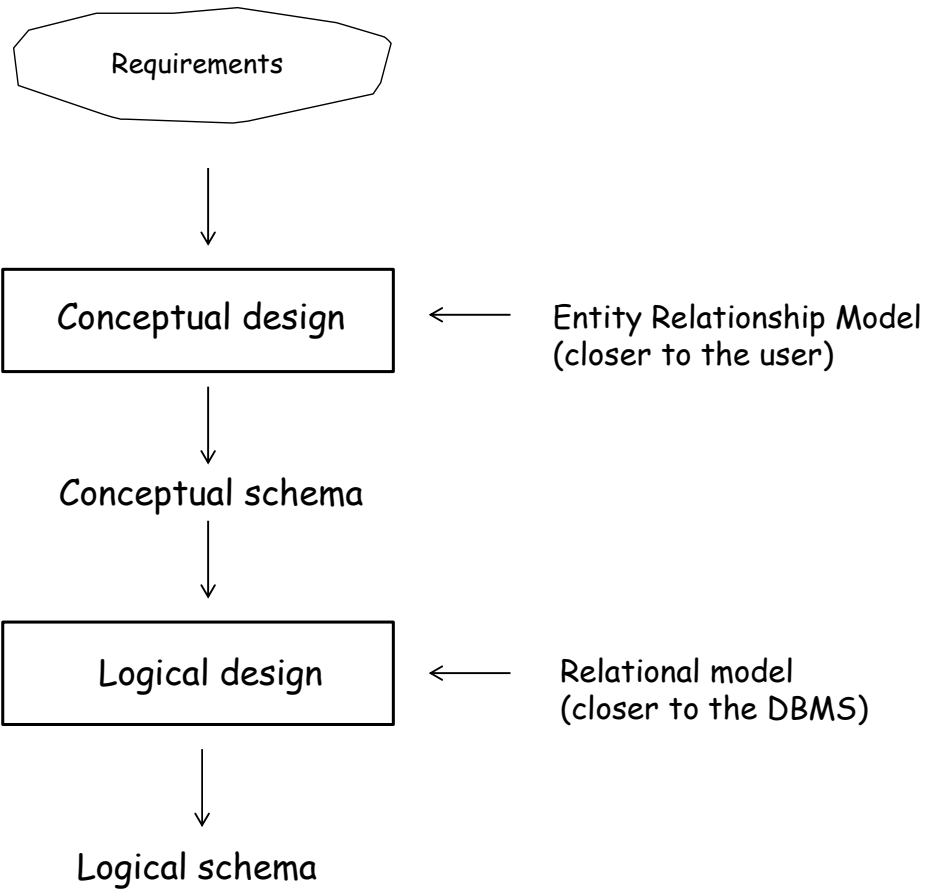 Requirements
Conceptual design
Entity Relationship Model
(closer to the user)
Conceptual schema
Logical design
Relational model
(closer to the DBMS)
Logical schema